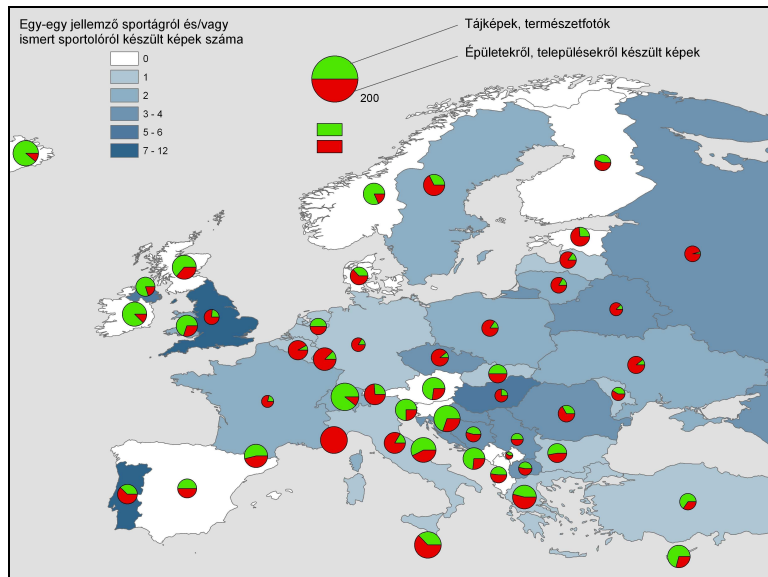 Egy-egy jellemző sportágról és/vagy
ismert sportolóról készült képek száma
0
1
2
3 - 4
5 - 6
7 - 12
Tájképek, természetfotók
Épületekről, településekről készült képek
200